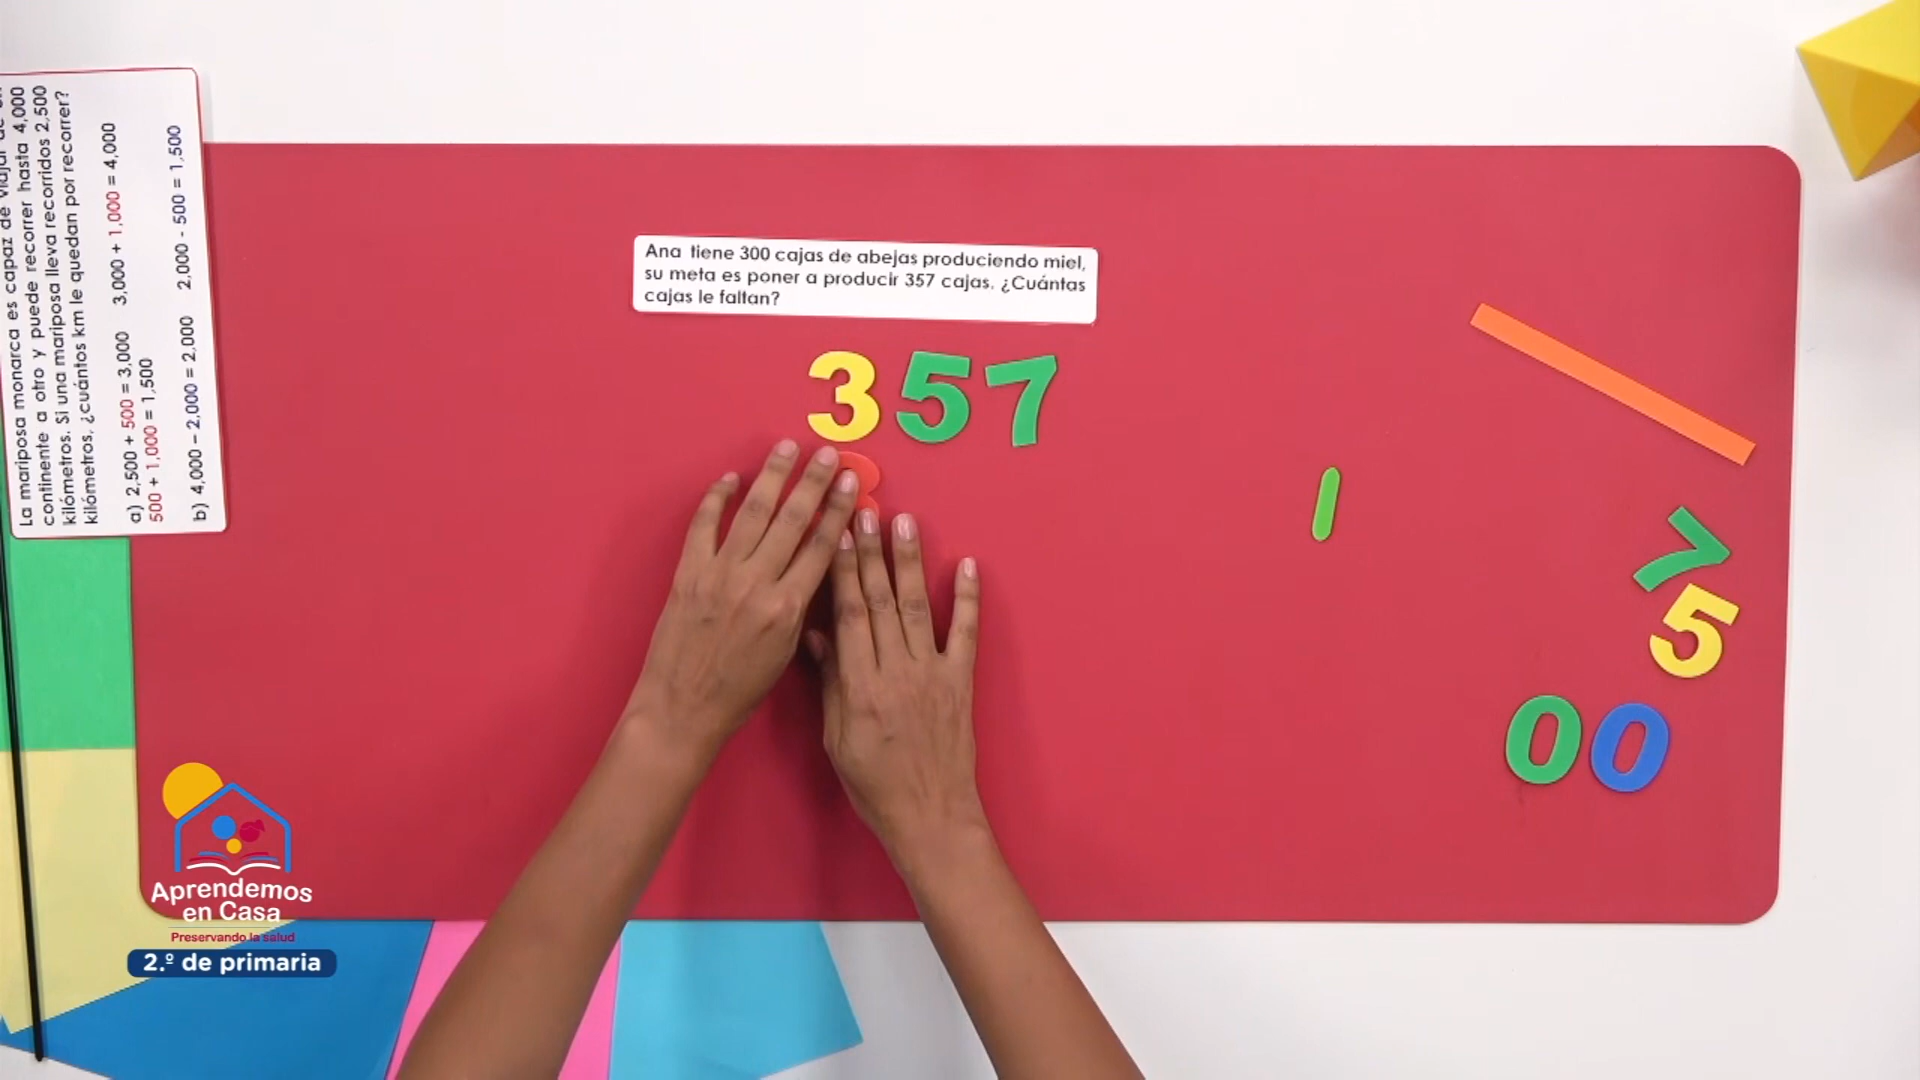 La mariposa monarca es capaz de viajar de un
continente a otro y puede recorrer hasta 4,000
kilómetros. Si una mariposa lleva recorridos 2,500
kilómetros, ¿cuántos km le quedan por recorrer?
a) 2,500 + 500 = 3,000 3,000 + 1,000 = 4,000
500 + 1,000 = 1,500
b) 4,000 – 2,000 = 2,000 2,000 - 500 = 1,500
Ana tiene 300 cajas de abejas produciendo miel,
su meta es poner a producir 357 cajas. ¿Cuántas
cajas le faltan?
357
3
7
5
00
Aprendemos
en Casa
Preservando la salud
2.º de primaria